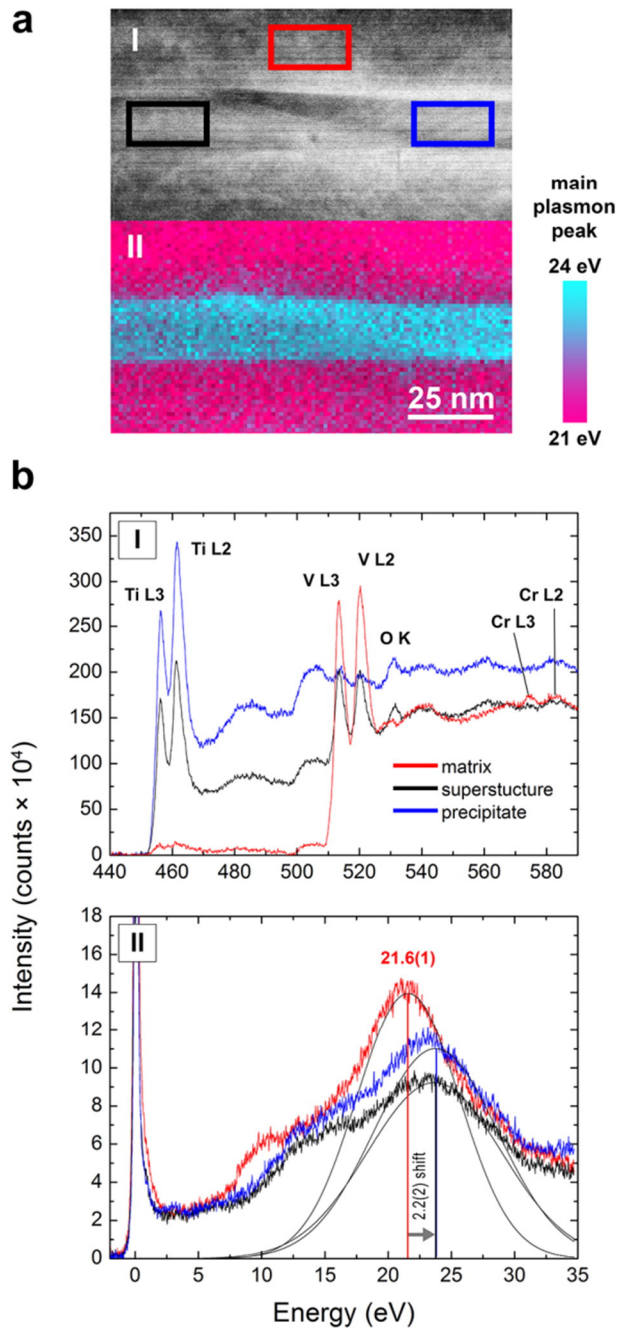 a
I
II
main
plasmon
peak
24 eV
21 eV
25 nm
b
I
Ti L3
Ti L2
V L3
V L2
O K
Cr L3
Cr L2
matrix
superstucture
precipitate
350
300
250
200
150
100
50
0
440 460 480 500 520 540 560 580
Intensity (counts × 10⁴)
II
21.6(1)
2.2(2) shift
18
16
14
12
10
8
6
4
2
0
0 5 10 15 20 25 30 35
Energy (eV)